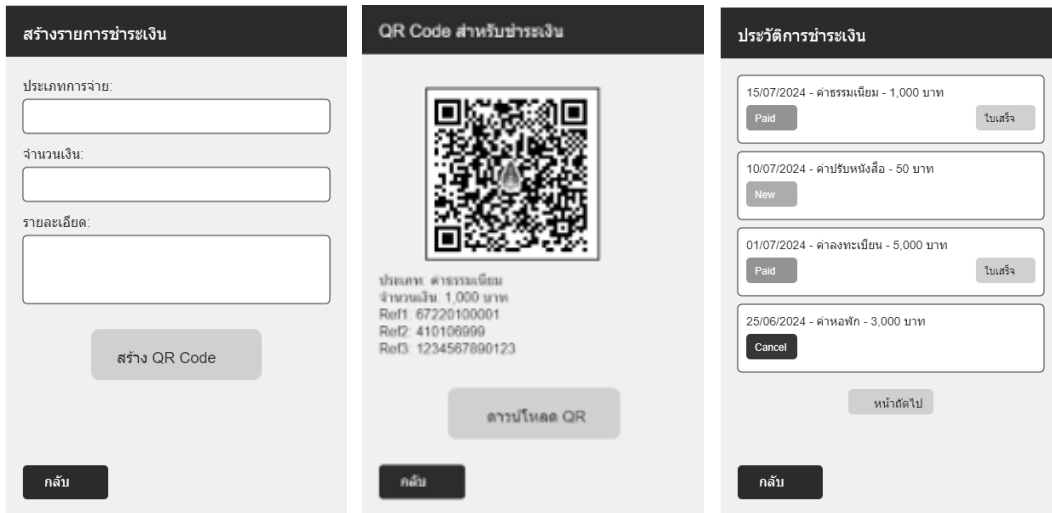 สร้างรายการชำระเงิน
ประเภทการจ่าย:
จำนวนเงิน:
รายละเอียด:
สร้าง QR Code
กลับ
QR Code สำหรับชำระเงิน
ประเภท: ค่าธรรมเนียม
จำนวนเงิน: 1,000 บาท
Ref1: 67220100001
Ref2: 410106999
Ref3: 1234567890123
ดาวน์โหลด QR
กลับ
ประวัติการชำระเงิน
15/07/2024 - ค่าธรรมเนียม - 1,000 บาท
Paid ใบเสร็จ
10/07/2024 - ค่าปรับหนังสือ - 50 บาท
New
01/07/2024 - ค่าลงทะเบียน - 5,000 บาท
Paid ใบเสร็จ
25/06/2024 - ค่าหอพัก - 3,000 บาท
Cancel
หน้าถัดไป
กลับ